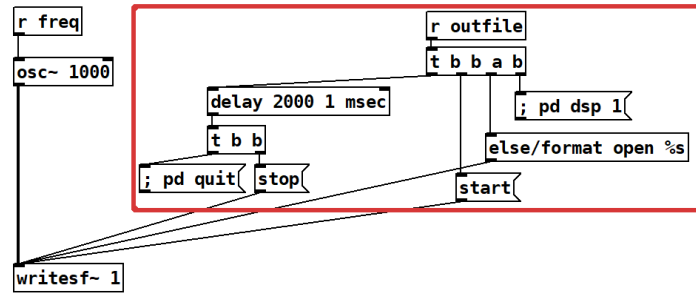 r freq
r outfile
osc~ 1000
t b b a b
delay 2000 1 msec
; pd dsp 1
t b b
else/format open %s
; pd quit
stop
start
writesf~ 1